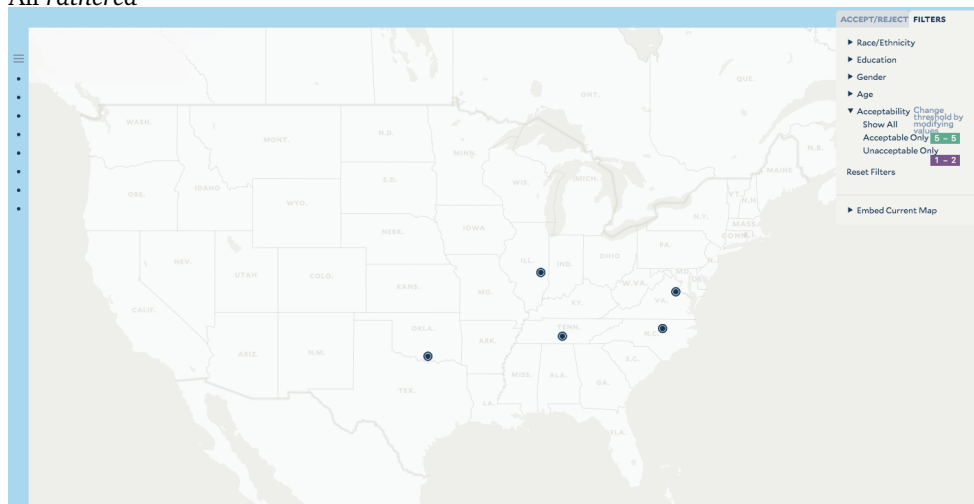 All rathered
ACCEPT/REJECT FILTERS
Race/Ethnicity
Education
Gender
Age
Acceptability
Change threshold by modifying values
Show All
Acceptable Only 5 – 5
Unacceptable Only
1 – 2
Reset Filters
Embed Current Map
QUE.
ONT.
WASH.
N.D.
MONT.
MINN.
N.B.
MAINE
ORE.
IDAHO
S.D.
WIS.
MICH.
VT.
N.H.
WYO.
N.Y.
MASS.
CONN.
R.I.
IOWA
NEBR.
PA.
NEV.
UTAH
COLO.
ILL.
IND.
OHIO
N.J.
MD.
DEL.
KANS.
MO.
W.VA.
VA.
CALIF.
KY.
OKLA.
TENN.
N.C.
ARIZ.
N.M.
ARK.
S.C.
MISS.
ALA.
GA.
TEX.
LA.
FLA.